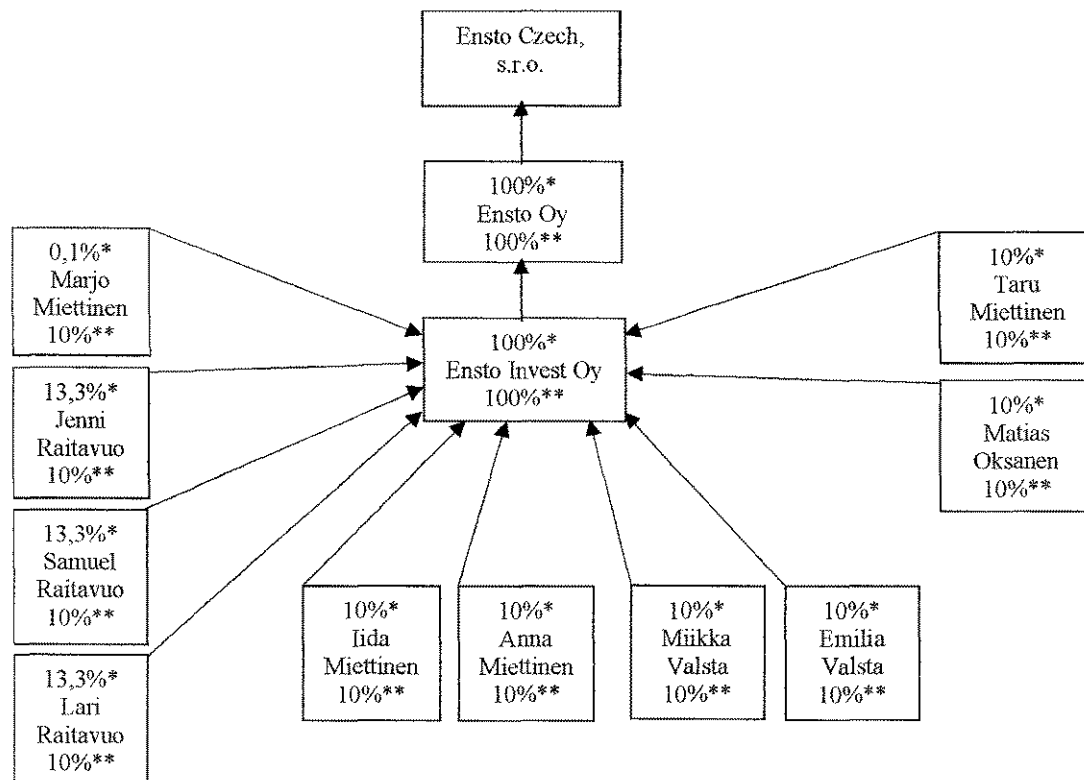 Ensto Czech,
s.r.o.
100%*
Ensto Oy
100%**
0,1%*
Marjo
Miettinen
10%**
10%*
Taru
Miettinen
10%**
100%*
Ensto Invest Oy
100%**
13,3%*
Jenni
Raitavuo
10%**
10%*
Matias
Oksanen
10%**
13,3%*
Samuel
Raitavuo
10%**
13,3%*
Lari
Raitavuo
10%**
10%*
Iida
Miettinen
10%**
10%*
Anna
Miettinen
10%**
10%*
Miikka
Valsta
10%**
10%*
Emilia
Valsta
10%**